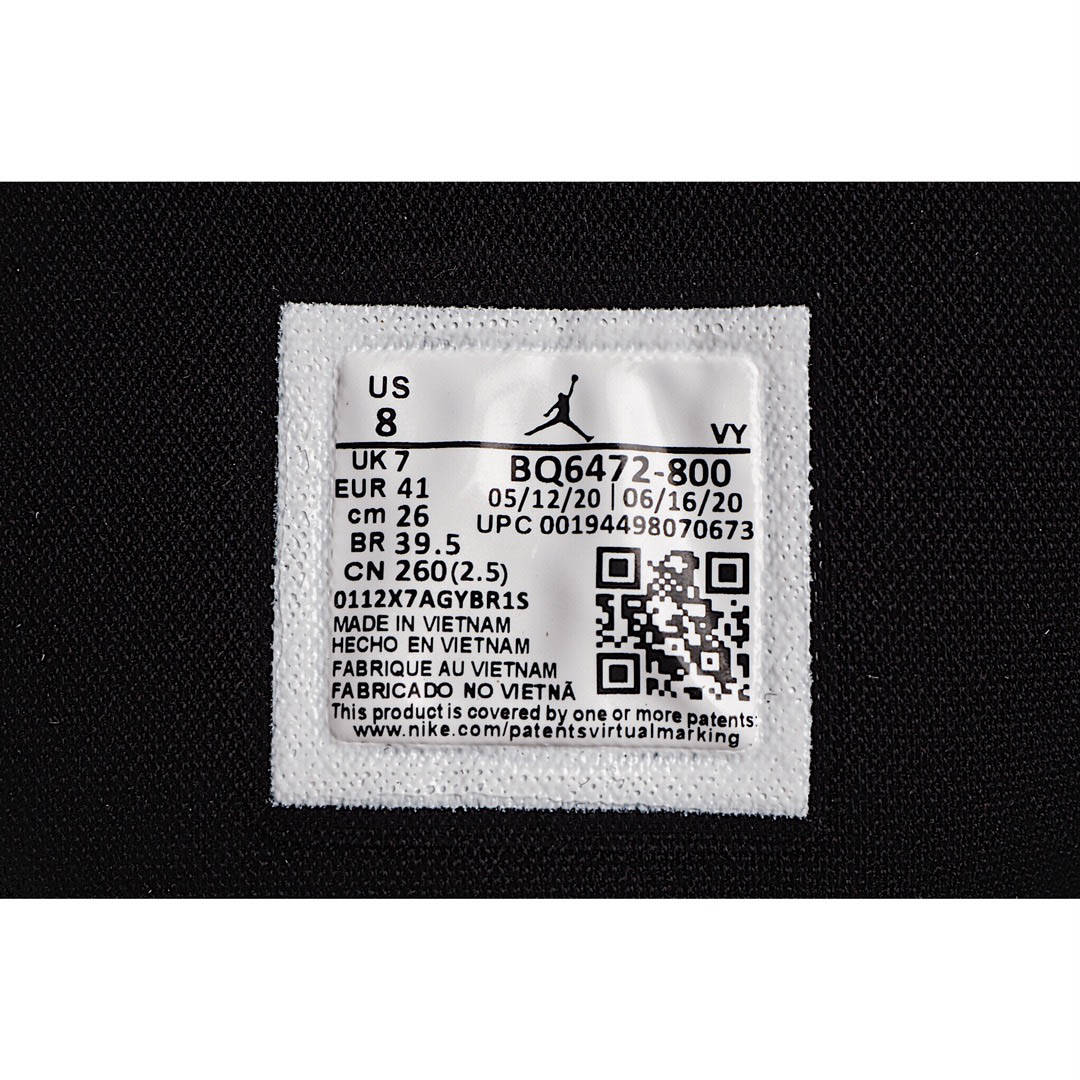 US
8
VY
UK 7
BQ6472-800
EUR 41
05/12/20 | 06/16/20
cm 26
UPC 00194498070673
BR 39.5
CN 260(2.5)
0112X7AGYBR1S
MADE IN VIETNAM
HECHO EN VIETNAM
FABRIQUE AU VIETNAM
FABRICADO NO VIETNÃ
This product is covered by one or more patents:
www.nike.com/patentsvirtualmarking